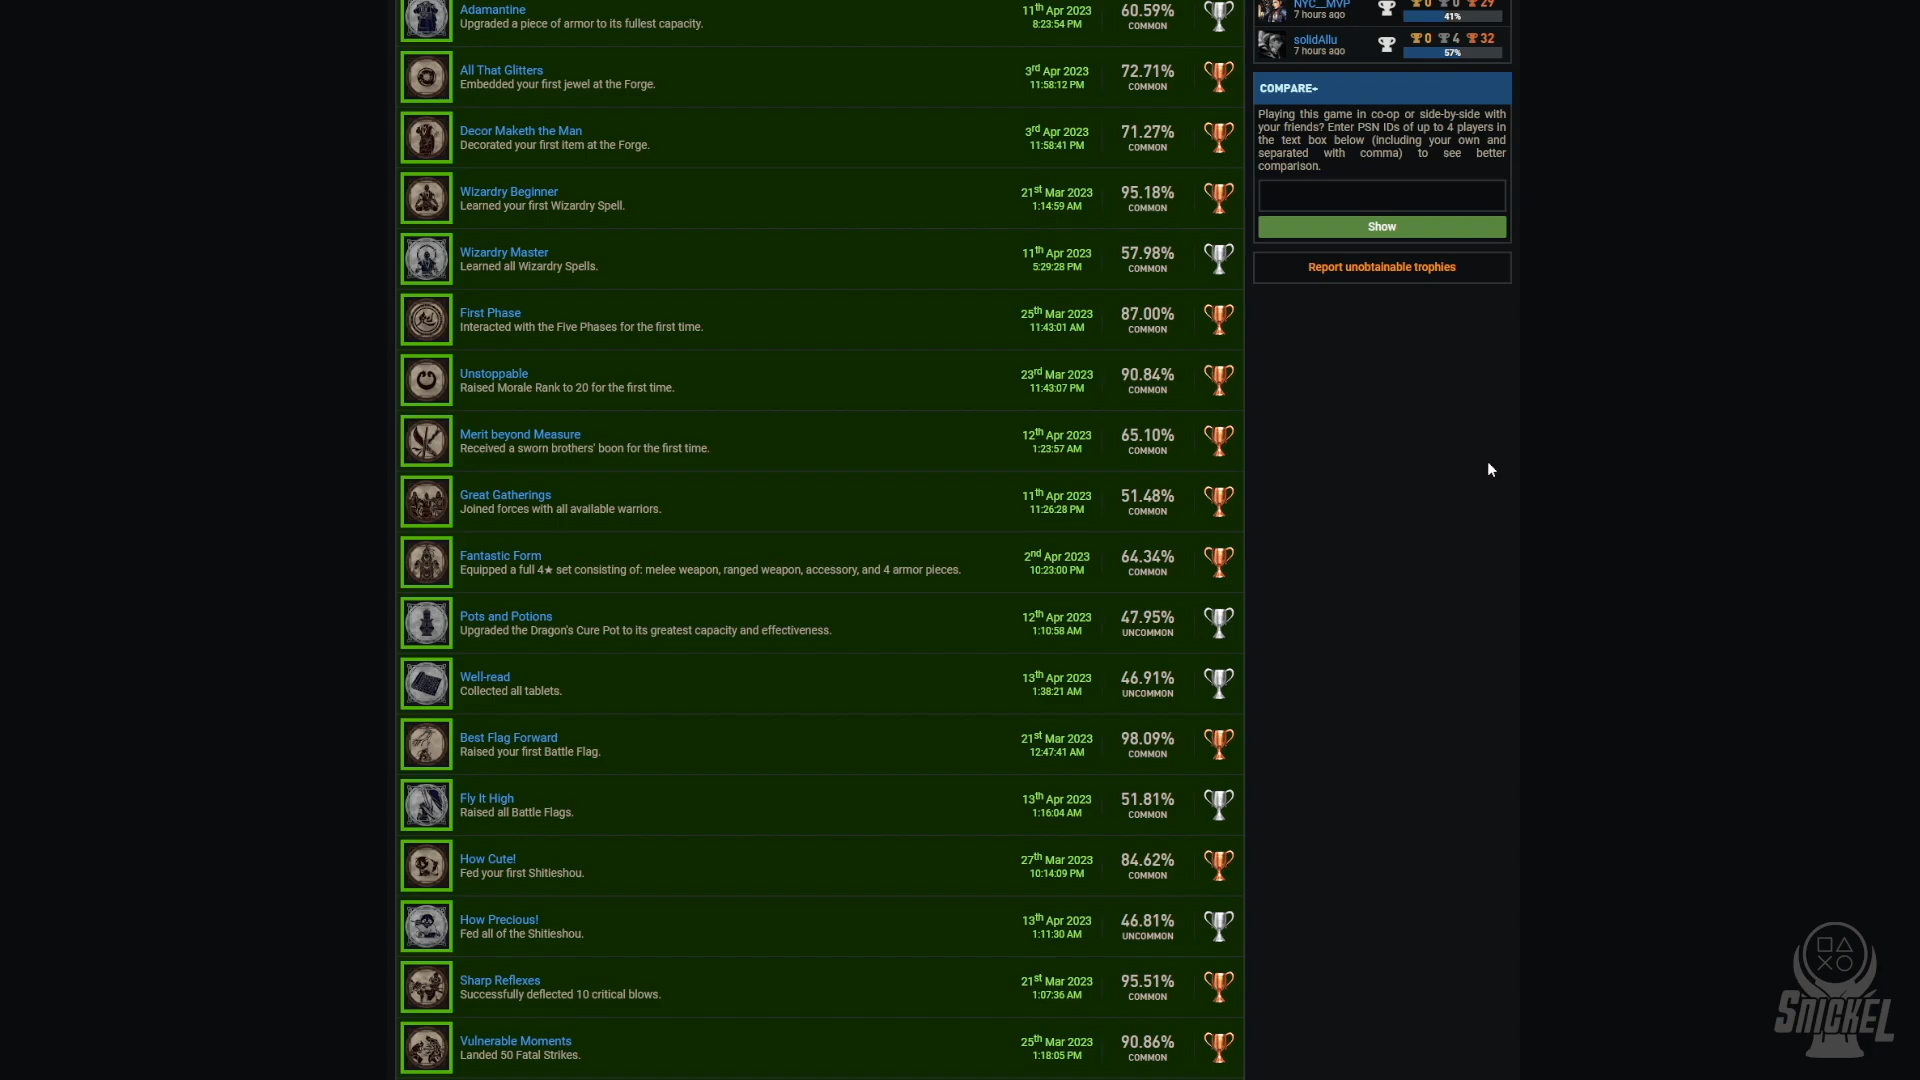 Adamantine
Upgraded a piece of armor to its fullest capacity.
11th Apr 2023
8:23:54 PM
60.59%
COMMON
All That Glitters
Embedded your first jewel at the Forge.
3rd Apr 2023
11:58:12 PM
72.71%
COMMON
Decor Maketh the Man
Decorated your first item at the Forge.
3rd Apr 2023
11:58:41 PM
71.27%
COMMON
Wizardry Beginner
Learned your first Wizardry Spell.
21st Mar 2023
1:14:59 AM
95.18%
COMMON
Wizardry Master
Learned all Wizardry Spells.
11th Apr 2023
5:29:28 PM
57.98%
COMMON
First Phase
Interacted with the Five Phases for the first time.
25th Mar 2023
11:43:01 AM
87.00%
COMMON
Unstoppable
Raised Morale Rank to 20 for the first time.
23rd Mar 2023
11:43:07 PM
90.84%
COMMON
Merit beyond Measure
Received a sworn brothers' boon for the first time.
12th Apr 2023
1:23:57 AM
65.10%
COMMON
Great Gatherings
Joined forces with all available warriors.
11th Apr 2023
11:26:28 PM
51.48%
COMMON
Fantastic Form
Equipped a full 4★ set consisting of: melee weapon, ranged weapon, accessory, and 4 armor pieces.
2nd Apr 2023
10:23:00 PM
64.34%
COMMON
Pots and Potions
Upgraded the Dragon's Cure Pot to its greatest capacity and effectiveness.
12th Apr 2023
1:10:58 AM
47.95%
UNCOMMON
Well-read
Collected all tablets.
13th Apr 2023
1:38:21 AM
46.91%
UNCOMMON
Best Flag Forward
Raised your first Battle Flag.
21st Mar 2023
12:47:41 AM
98.09%
COMMON
Fly It High
Raised all Battle Flags.
13th Apr 2023
1:16:04 AM
51.81%
COMMON
How Cute!
Fed your first Shitieshou.
27th Mar 2023
10:14:09 PM
84.62%
COMMON
How Precious!
Fed all of the Shitieshou.
13th Apr 2023
1:11:30 AM
46.81%
UNCOMMON
Sharp Reflexes
Successfully deflected 10 critical blows.
21st Mar 2023
1:07:36 AM
95.51%
COMMON
Vulnerable Moments
Landed 50 Fatal Strikes.
25th Mar 2023
1:18:05 PM
90.86%
COMMON
NYC__MVP
7 hours ago
0 0 29
41%
solidAllu
7 hours ago
0 4 32
57%
COMPARE+
Playing this game in co-op or side-by-side with
your friends? Enter PSN IDs of up to 4 players in
the text box below (including your own and
separated with comma) to see better
comparison.
Show
Report unobtainable trophies
SNICKEL